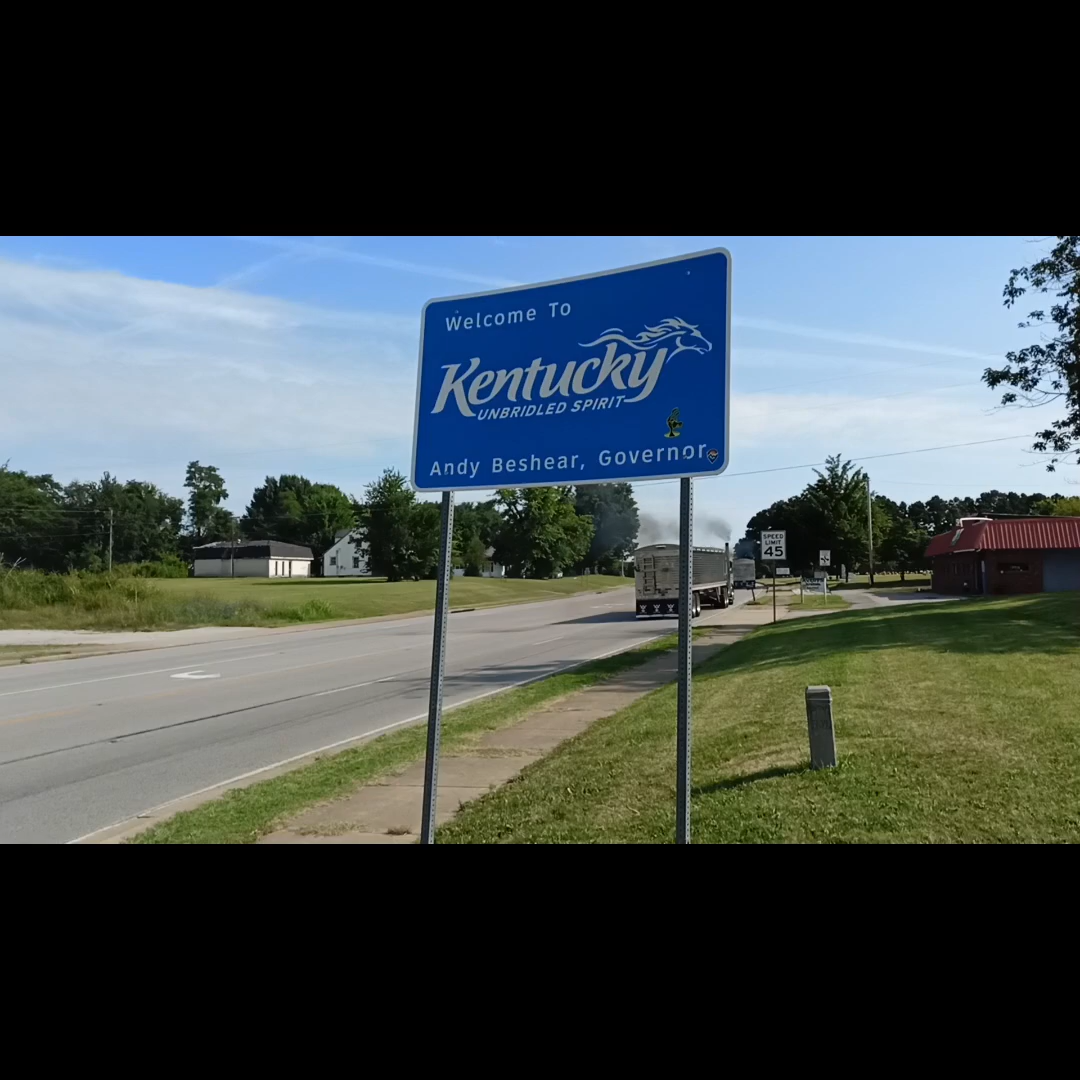 Welcome To
Kentucky
UNBRIDLED SPIRIT
Andy Beshear, Governor
SPEED
LIMIT
45